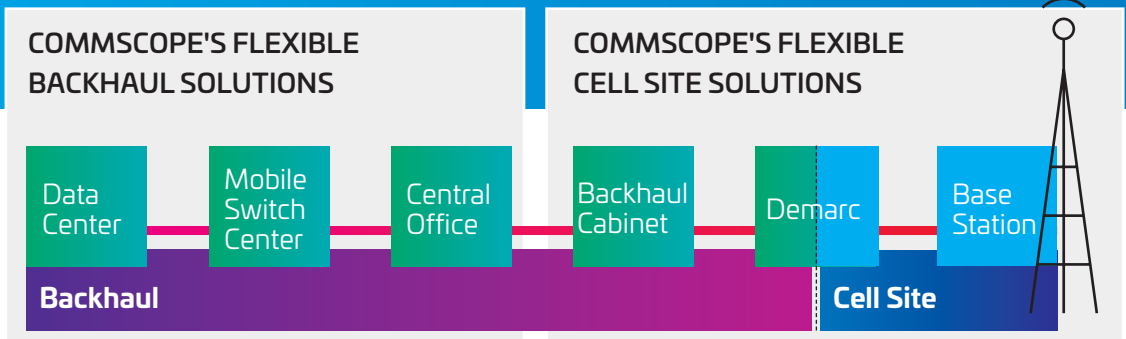 COMMSCOPE'S FLEXIBLE
BACKHAUL SOLUTIONS
COMMSCOPE'S FLEXIBLE
CELL SITE SOLUTIONS
Data
Center
Mobile
Switch
Center
Central
Office
Backhaul
Cabinet
Demarc
Base
Station
Backhaul
Cell Site